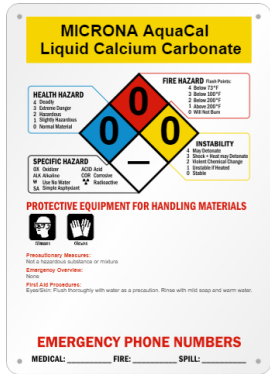 MICRONA AquaCal
Liquid Calcium Carbonate
FIRE HAZARD Flash Points:
4 Below 73°F
3 Below 100°F
2 Below 200°F
1 Above 200°F
0 Will Not Burn
HEALTH HAZARD
4 Deadly
3 Extreme Danger
2 Hazardous
1 Slightly Hazardous
0 Normal Material
0
0
0
—
INSTABILITY
4 May Detonate
3 Shock + Heat may Detonate
2 Violent Chemical Change
1 Unstable if Heated
0 Stable
SPECIFIC HAZARD
OX Oxidizer ACID Acid
ALK Alkaline COR Corrosive
W Use No Water Radioactive
SA Simple Asphyxiant
PROTECTIVE EQUIPMENT FOR HANDLING MATERIALS
Glasses Gloves
Precautionary Measures:
Not a hazardous substance or mixture
Emergency Overview:
None
First Aid Procedures:
Eyes/Skin: Flush thoroughly with water as a precaution. Rinse with mild soap and warm water.
EMERGENCY PHONE NUMBERS
MEDICAL: ________ FIRE: ________ SPILL: ________